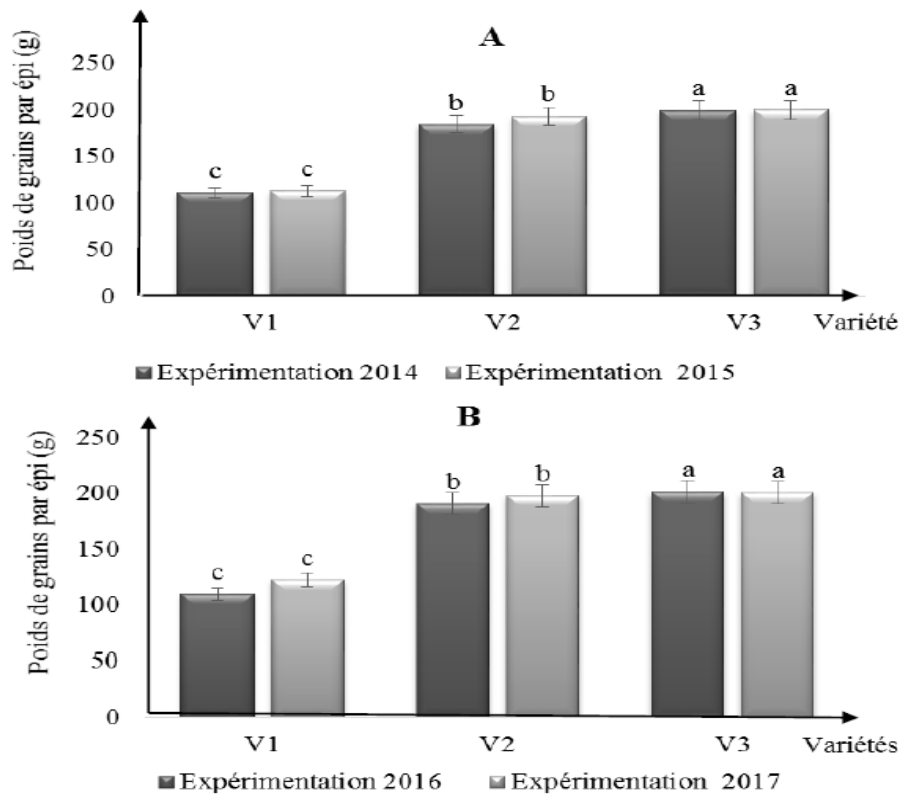 A
Poids de grains par épi (g)
250
200
150
100
50
0
c c b b a a
V1 V2 V3 Variété
Expérimentation 2014 Expérimentation 2015
B
Poids de grains par épi (g)
250
200
150
100
50
0
c c b b a a
V1 V2 V3 Variétés
Expérimentation 2016 Expérimentation 2017